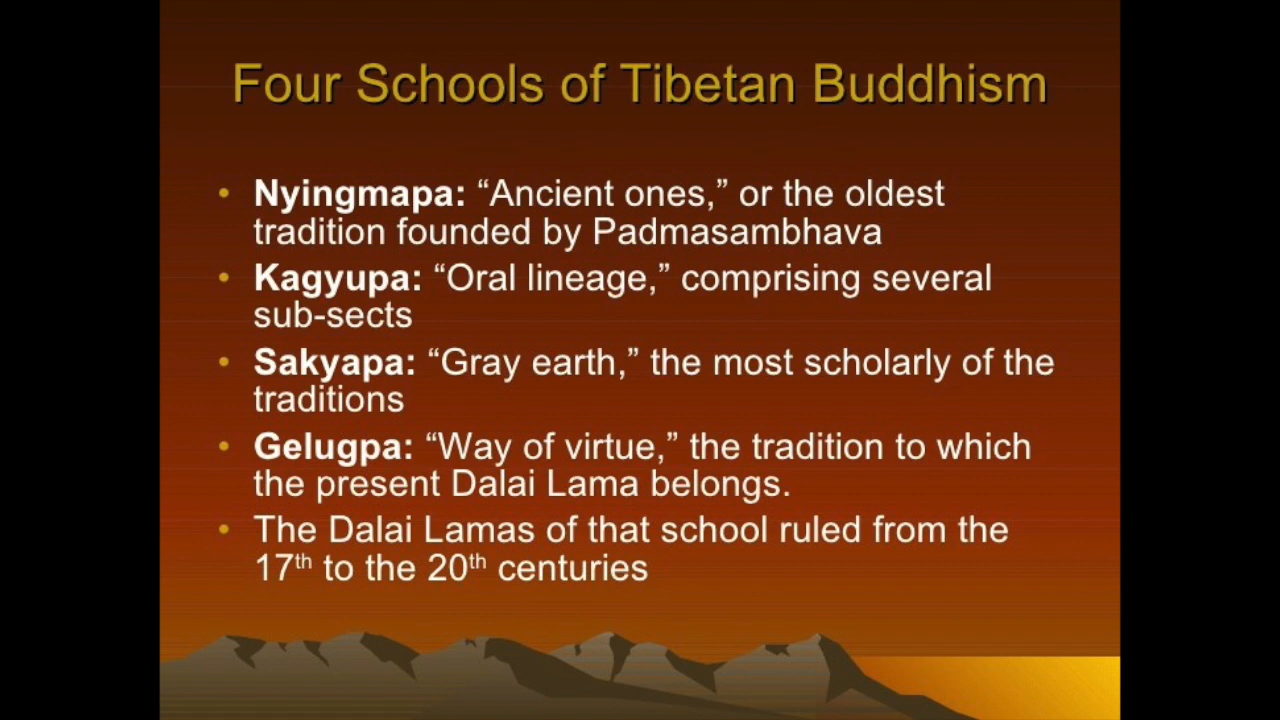 Four Schools of Tibetan Buddhism
• Nyingmapa: “Ancient ones,” or the oldest
tradition founded by Padmasambhava
• Kagyupa: “Oral lineage,” comprising several
sub-sects
• Sakyapa: “Gray earth,” the most scholarly of the
traditions
• Gelugpa: “Way of virtue,” the tradition to which
the present Dalai Lama belongs.
• The Dalai Lamas of that school ruled from the
17th to the 20th centuries